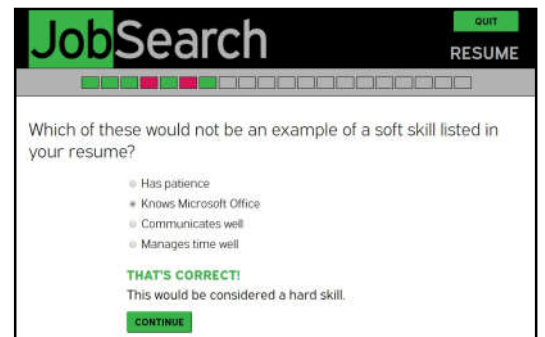 JobSearch
QUIT
RESUME
Which of these would not be an example of a soft skill listed in
your resume?
Has patience
Knows Microsoft Office
Communicates well
Manages time well
THAT'S CORRECT!
This would be considered a hard skill.
CONTINUE